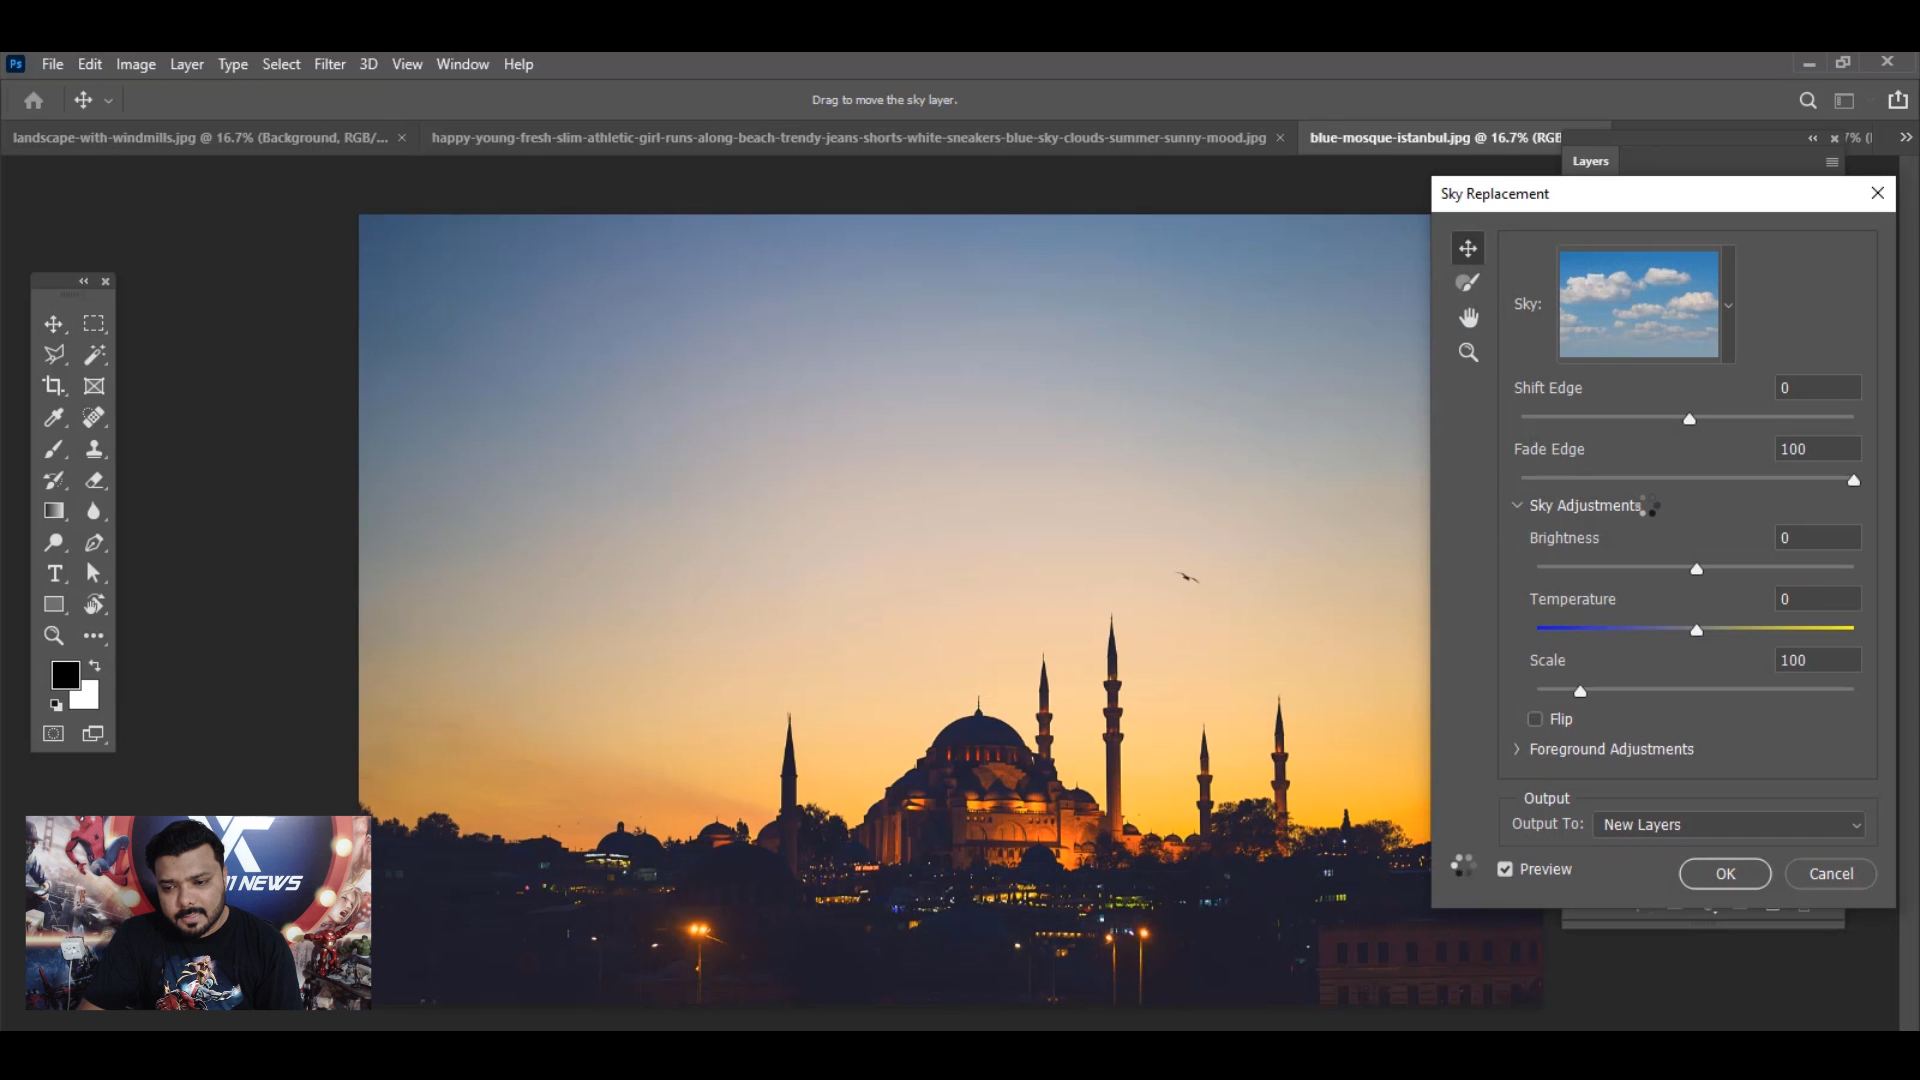 Ps File Edit Image Layer Type Select Filter 3D View Window Help
Drag to move the sky layer.
landscape-with-windmills.jpg @ 16.7% (Background, RGB/...
happy-young-fresh-slim-athletic-girl-runs-along-beach-trendy-jeans-shorts-white-sneakers-blue-sky-clouds-summer-sunny-mood.jpg
blue-mosque-istanbul.jpg @ 16.7% (RGB
Layers
Sky Replacement
Sky:
Shift Edge 0
Fade Edge 100
Sky Adjustments
Brightness 0
Temperature 0
Scale 100
Flip
Foreground Adjustments
Output
Output To: New Layers
Preview OK Cancel
NEWS